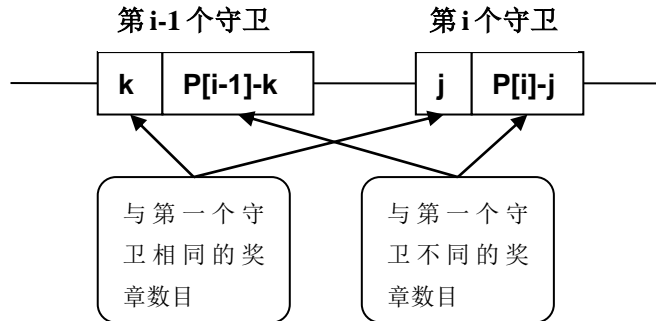 第i-1个守卫 第i个守卫
k P[i-1]-k j P[i]-j
与第一个守
卫相同的奖
章数目
与第一个守
卫不同的奖
章数目